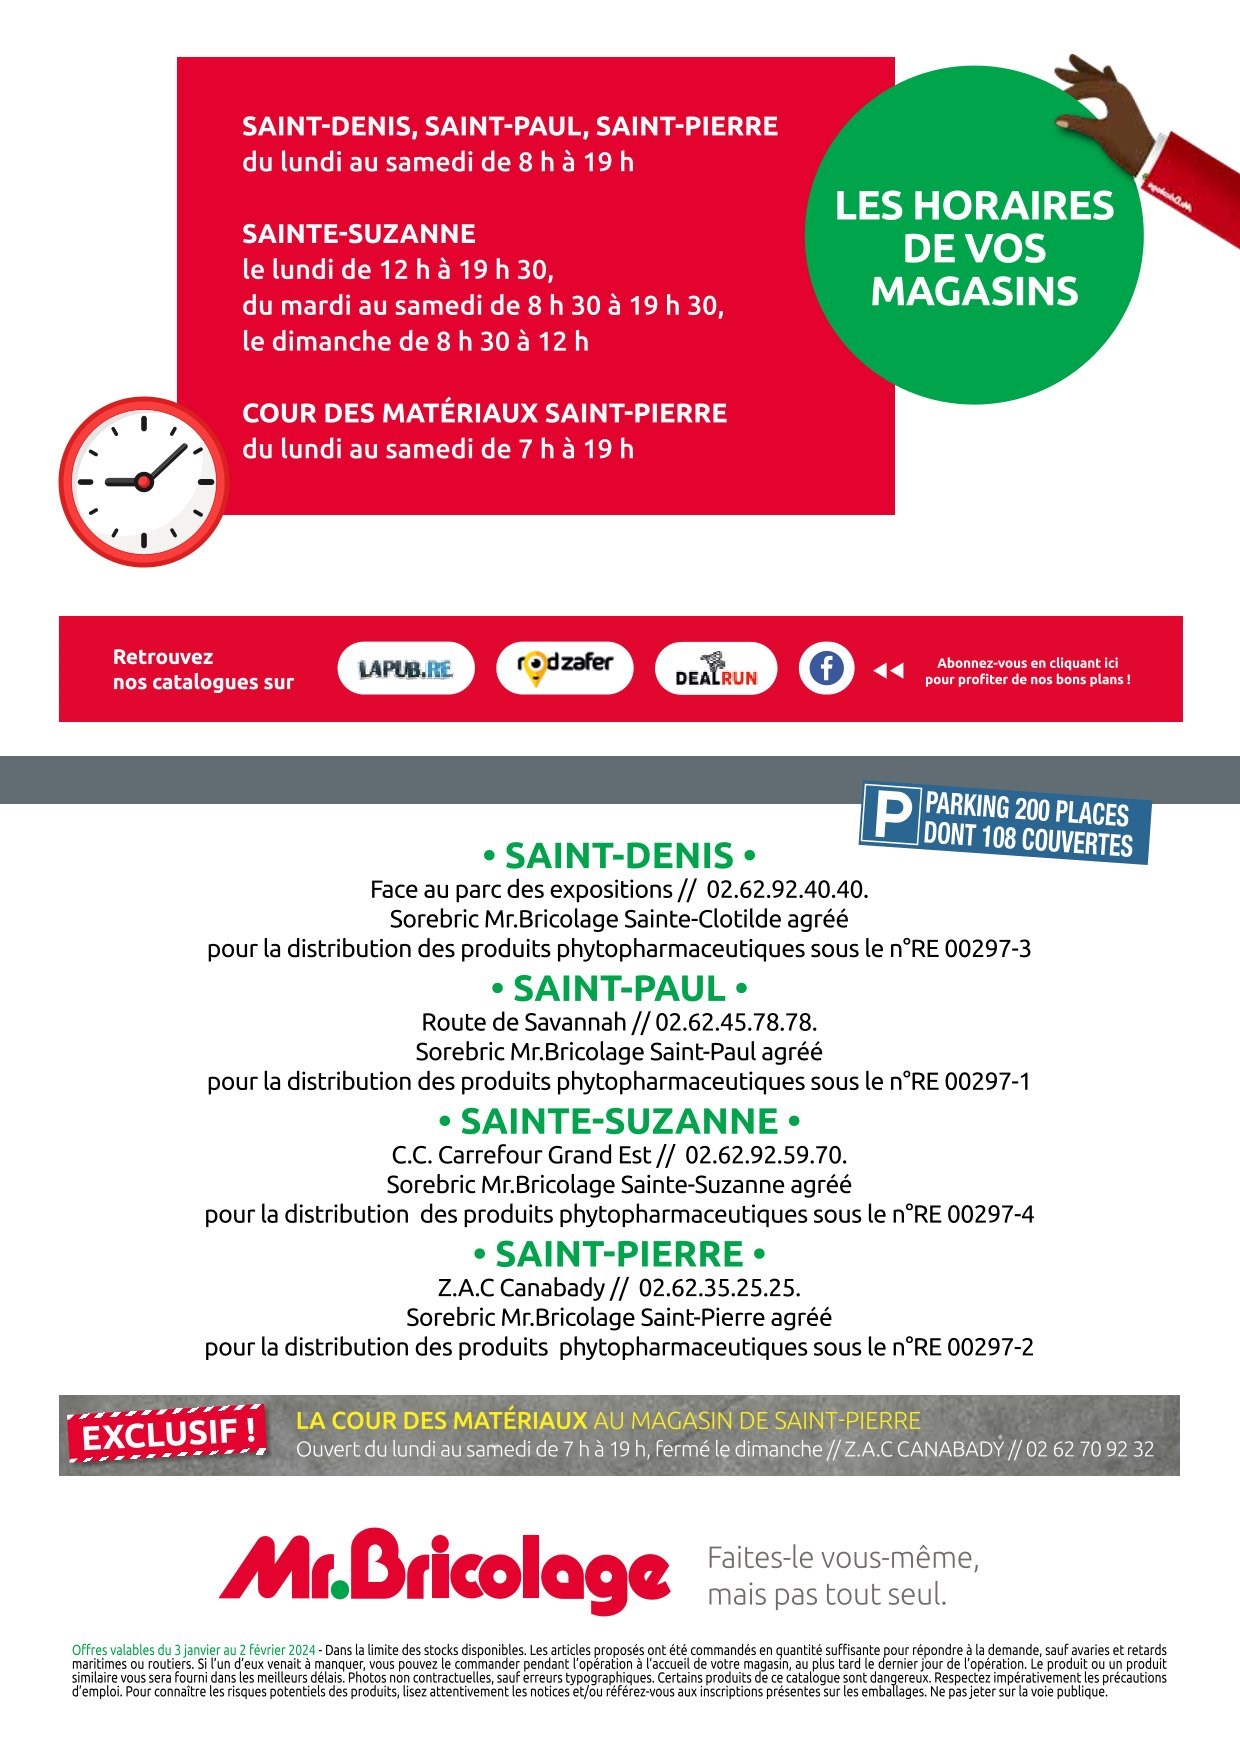 SAINT-DENIS, SAINT-PAUL, SAINT-PIERRE
du lundi au samedi de 8 h à 19 h
SAINTE-SUZANNE
le lundi de 12 h à 19 h 30,
du mardi au samedi de 8 h 30 à 19 h 30,
le dimanche de 8 h 30 à 12 h
COUR DES MATÉRIAUX SAINT-PIERRE
du lundi au samedi de 7 h à 19 h
LES HORAIRES
DE VOS
MAGASINS
Mr.Bricolage
Retrouvez
nos catalogues sur
LAPUB.RE
rodzafer
DEALRUN
f
Abonnez-vous en cliquant ici
pour profiter de nos bons plans !
P
PARKING 200 PLACES
DONT 108 COUVERTES
• SAINT-DENIS •
Face au parc des expositions // 02.62.92.40.40.
Sorebric Mr.Bricolage Sainte-Clotilde agréé
pour la distribution des produits phytopharmaceutiques sous le n°RE 00297-3
• SAINT-PAUL •
Route de Savannah // 02.62.45.78.78.
Sorebric Mr.Bricolage Saint-Paul agréé
pour la distribution des produits phytopharmaceutiques sous le n°RE 00297-1
• SAINTE-SUZANNE •
C.C. Carrefour Grand Est // 02.62.92.59.70.
Sorebric Mr.Bricolage Sainte-Suzanne agréé
pour la distribution des produits phytopharmaceutiques sous le n°RE 00297-4
• SAINT-PIERRE •
Z.A.C Canabady // 02.62.35.25.25.
Sorebric Mr.Bricolage Saint-Pierre agréé
pour la distribution des produits phytopharmaceutiques sous le n°RE 00297-2
EXCLUSIF !
LA COUR DES MATÉRIAUX AU MAGASIN DE SAINT-PIERRE
Ouvert du lundi au samedi de 7 h à 19 h, fermé le dimanche // Z.A.C CANABADY // 02 62 70 92 32
Mr.Bricolage
Faites-le vous-même,
mais pas tout seul.
Offres valables du 3 janvier au 2 février 2024 - Dans la limite des stocks disponibles. Les articles proposés ont été commandés en quantité suffisante pour répondre à la demande, sauf avaries et retards
maritimes ou routiers. Si l'un d'eux venait à manquer, vous pouvez le commander pendant l'opération à l'accueil de votre magasin, au plus tard le dernier jour de l'opération. Le produit ou un produit
similaire vous sera fourni dans les meilleurs délais. Photos non contractuelles, sauf erreurs typographiques. Certains produits de ce catalogue sont dangereux. Respectez impérativement les précautions
d'emploi. Pour connaître les risques potentiels des produits, lisez attentivement les notices et/ou référez-vous aux inscriptions présentes sur les emballages. Ne pas jeter sur la voie publique.